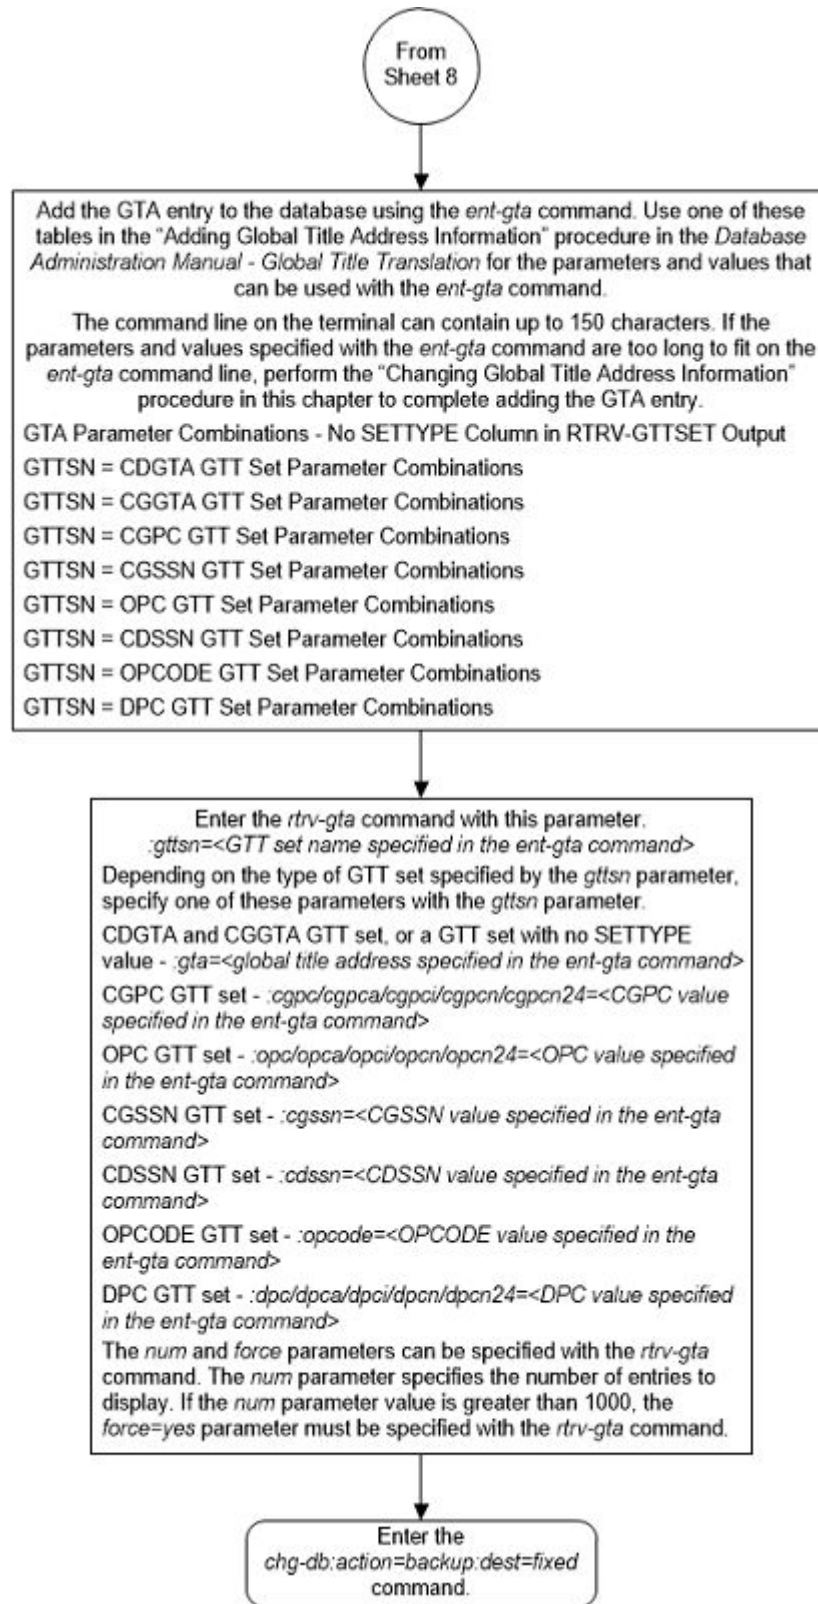 From
Sheet 8
Add the GTA entry to the database using the ent-gta command. Use one of these
tables in the “Adding Global Title Address Information” procedure in the Database
Administration Manual - Global Title Translation for the parameters and values that
can be used with the ent-gta command.
The command line on the terminal can contain up to 150 characters. If the
parameters and values specified with the ent-gta command are too long to fit on the
ent-gta command line, perform the “Changing Global Title Address Information”
procedure in this chapter to complete adding the GTA entry.
GTA Parameter Combinations - No SETTYPE Column in RTRV-GTTSET Output
GTTSN = CDGTA GTT Set Parameter Combinations
GTTSN = CGGTA GTT Set Parameter Combinations
GTTSN = CGPC GTT Set Parameter Combinations
GTTSN = CGSSN GTT Set Parameter Combinations
GTTSN = OPC GTT Set Parameter Combinations
GTTSN = CDSSN GTT Set Parameter Combinations
GTTSN = OPCODE GTT Set Parameter Combinations
GTTSN = DPC GTT Set Parameter Combinations
Enter the rtrv-gta command with this parameter.
:gttsn=<GTT set name specified in the ent-gta command>
Depending on the type of GTT set specified by the gttsn parameter,
specify one of these parameters with the gttsn parameter.
CDGTA and CGGTA GTT set, or a GTT set with no SETTYPE
value - :gta=<global title address specified in the ent-gta command>
CGPC GTT set - :cgpc/cgpca/cgpci/cgpcn/cgpcn24=<CGPC value
specified in the ent-gta command>
OPC GTT set - :opc/opca/opci/opcn/opcn24=<OPC value specified
in the ent-gta command>
CGSSN GTT set - :cgssn=<CGSSN value specified in the ent-gta
command>
CDSSN GTT set - :cdssn=<CDSSN value specified in the ent-gta
command>
OPCODE GTT set - :opcode=<OPCODE value specified in the
ent-gta command>
DPC GTT set - :dpc/dpca/dpci/dpcn/dpcn24=<DPC value specified
in the ent-gta command>
The num and force parameters can be specified with the rtrv-gta
command. The num parameter specifies the number of entries to
display. If the num parameter value is greater than 1000, the
force=yes parameter must be specified with the rtrv-gta command.
Enter the
chg-db:action=backup:dest=fixed
command.